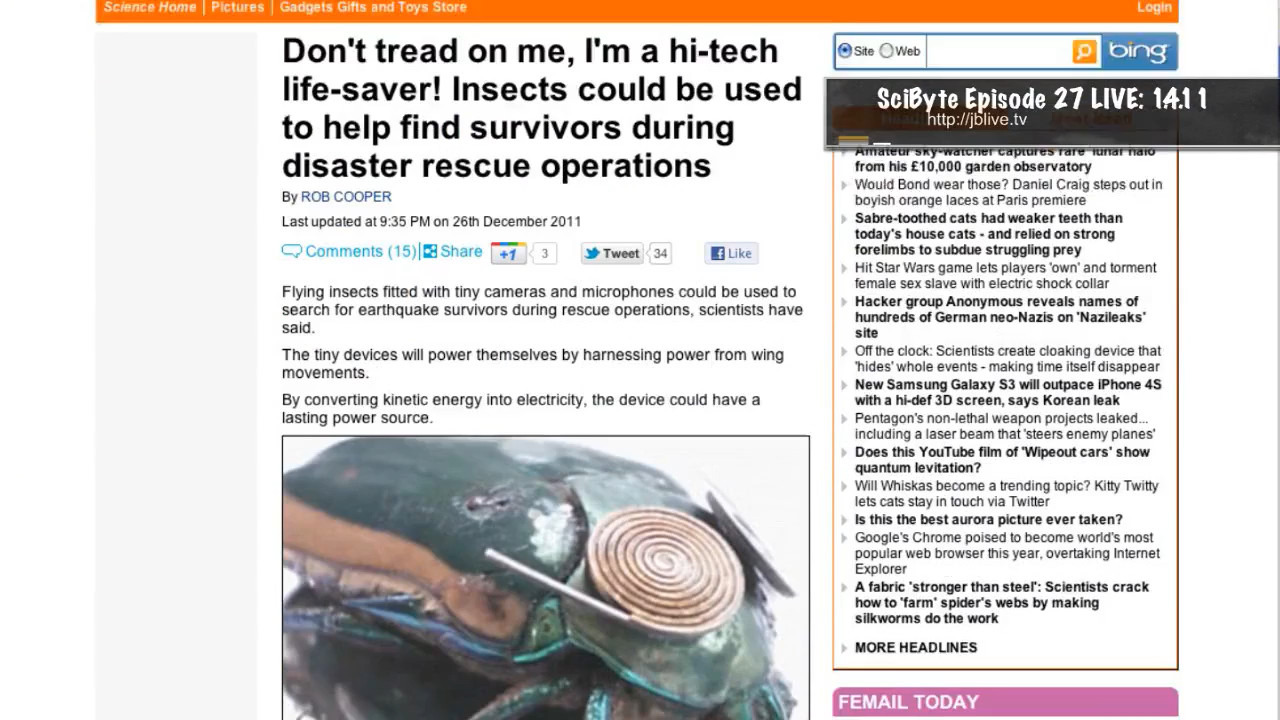 Science Home | Pictures | Gadgets Gifts and Toys Store
Login
Don't tread on me, I'm a hi-tech
life-saver! Insects could be used
to help find survivors during
disaster rescue operations
By ROB COOPER
Last updated at 9:35 PM on 26th December 2011
Comments (15)| Share
+1
3
Tweet
34
Like
Flying insects fitted with tiny cameras and microphones could be used to
search for earthquake survivors during rescue operations, scientists have
said.
The tiny devices will power themselves by harnessing power from wing
movements.
By converting kinetic energy into electricity, the device could have a
lasting power source.
Site Web
bing
SciByte Episode 27 LIVE: 14.1 1
http://jblive.tv
Amateur sky-watcher captures rare 'lunar halo'
from his £10,000 garden observatory
Would Bond wear those? Daniel Craig steps out in
boyish orange laces at Paris premiere
Sabre-toothed cats had weaker teeth than
today's house cats - and relied on strong
forelimbs to subdue struggling prey
Hit Star Wars game lets players 'own' and torment
female sex slave with electric shock collar
Hacker group Anonymous reveals names of
hundreds of German neo-Nazis on 'Nazileaks'
site
Off the clock: Scientists create cloaking device that
'hides' whole events - making time itself disappear
New Samsung Galaxy S3 will outpace iPhone 4S
with a hi-def 3D screen, says Korean leak
Pentagon's non-lethal weapon projects leaked...
including a laser beam that 'steers enemy planes'
Does this YouTube film of 'Wipeout cars' show
quantum levitation?
Will Whiskas become a trending topic? Kitty Twitty
lets cats stay in touch via Twitter
Is this the best aurora picture ever taken?
Google's Chrome poised to become world's most
popular web browser this year, overtaking Internet
Explorer
A fabric 'stronger than steel': Scientists crack
how to 'farm' spider's webs by making
silkworms do the work
MORE HEADLINES
FEMAIL TODAY